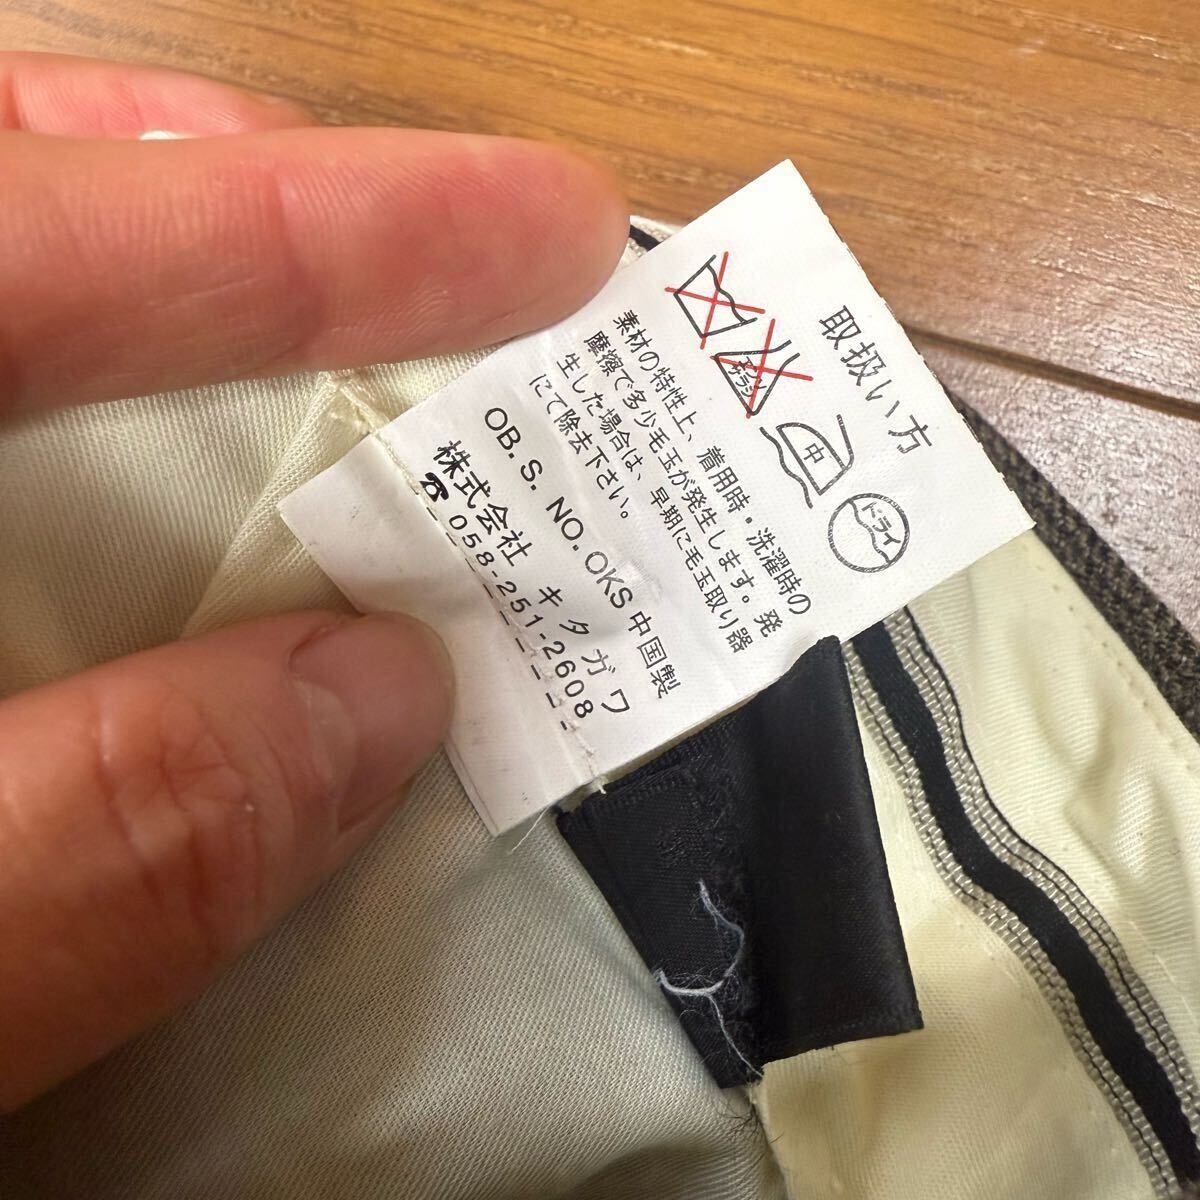 取扱い方
エンソ
サラシ
中
ドライ
素材の特性上、着用時・洗濯時の
摩擦で多少毛玉が発生します。発
生した場合は、早期に毛玉取り器
にて除去下さい。
OB.S. NO.OKS 中国製
株式会社 キタガワ
☎058-251-2608